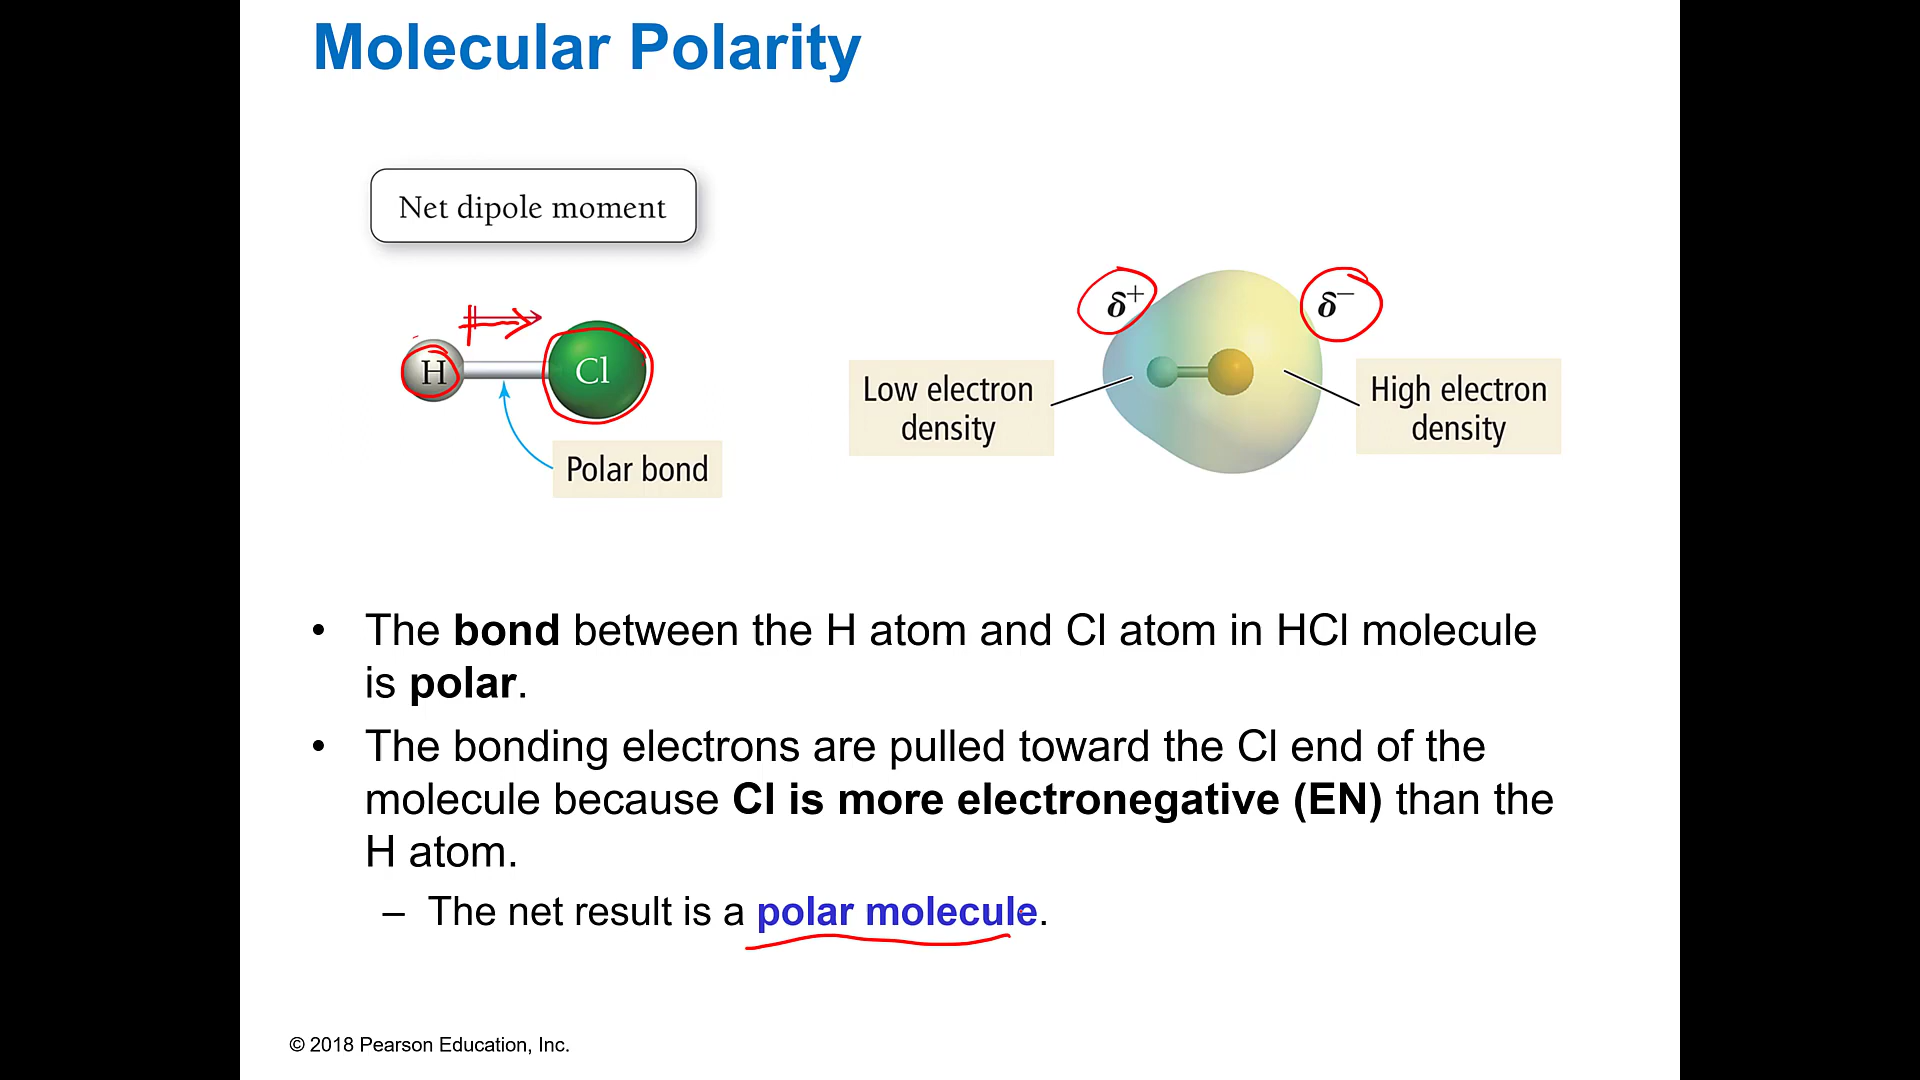 Molecular Polarity
Net dipole moment
H
Cl
Polar bond
δ+
δ−
Low electron
density
High electron
density
• The bond between the H atom and Cl atom in HCl molecule
is polar.
• The bonding electrons are pulled toward the Cl end of the
molecule because Cl is more electronegative (EN) than the
H atom.
– The net result is a polar molecule.
© 2018 Pearson Education, Inc.